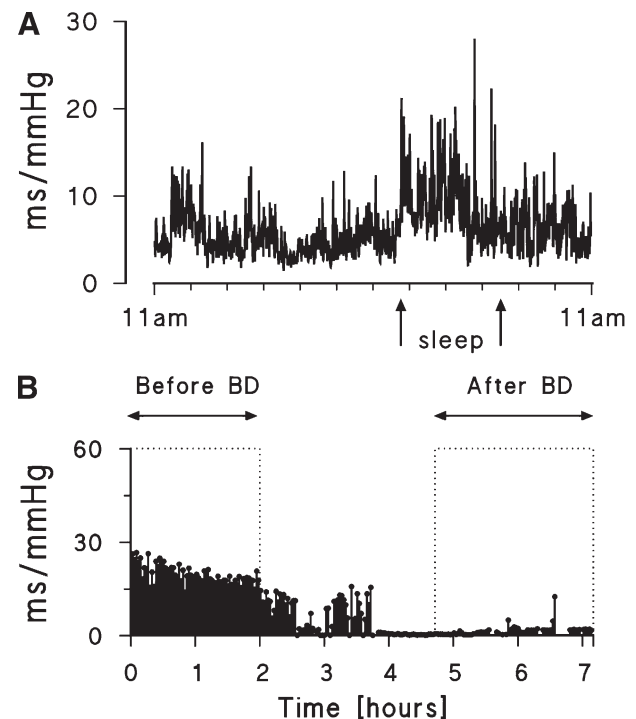 A
ms/mmHg
30
20
10
0
11am
11am
sleep
B
Before BD
After BD
ms/mmHg
60
30
0
0 1 2 3 4 5 6 7
Time [hours]